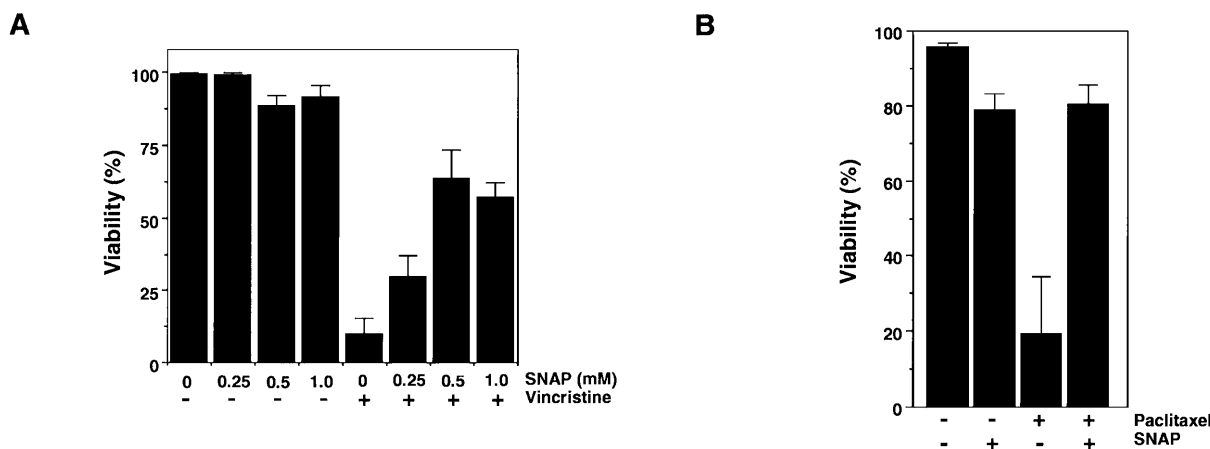 A
Viability (%)
100
75
50
25
0
0 0.25 0.5 1.0 0 0.25 0.5 1.0 SNAP (mM)
- - - - + + + + Vincristine
B
Viability (%)
100
80
60
40
20
0
- - + + Paclitaxel
- + - + SNAP